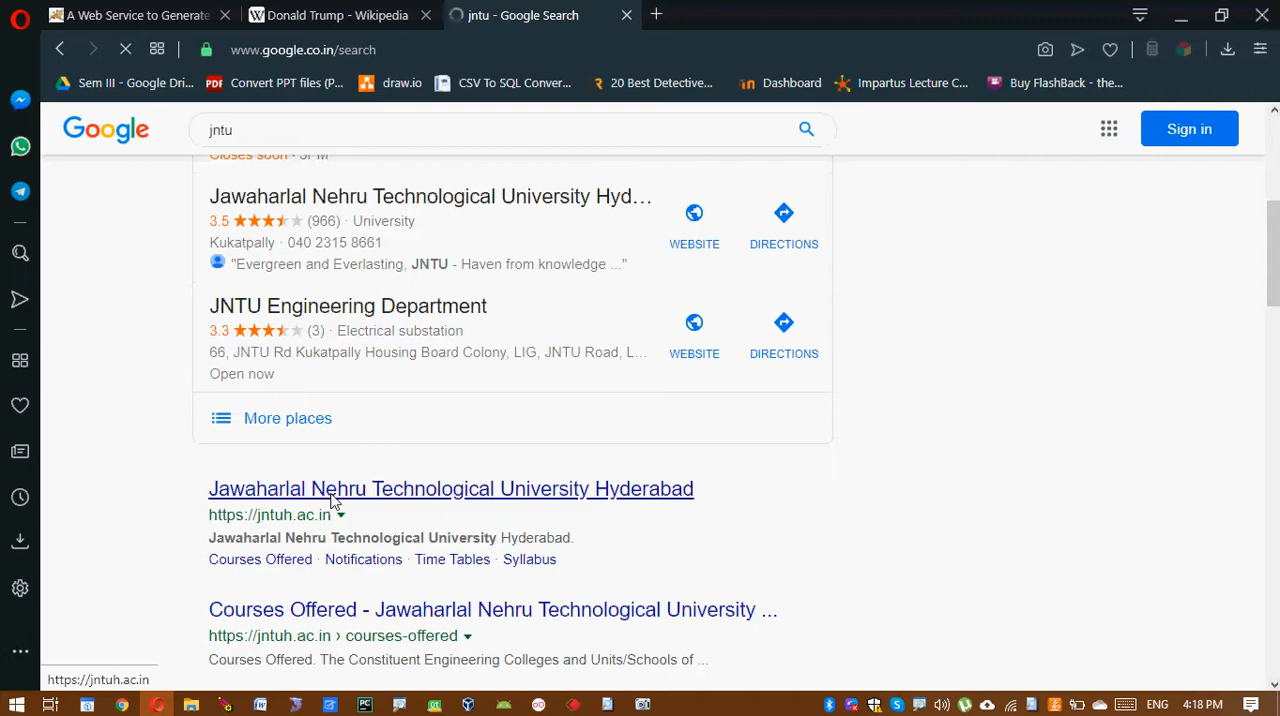 A Web Service to Generate
Donald Trump - Wikipedia
jntu - Google Search
www.google.co.in/search
Sem III - Google Dri...
PDF
Convert PPT files (P...
draw.io
CSV To SQL Conver...
20 Best Detective...
in
Dashboard
Impartus Lecture C...
Buy FlashBack - the...
Google
jntu
Sign in
Closes soon · 5PM
Jawaharlal Nehru Technological University Hyd...
3.5 (966) · University
Kukatpally · 040 2315 8661
"Evergreen and Everlasting, JNTU - Haven from knowledge ..."
WEBSITE
DIRECTIONS
JNTU Engineering Department
3.3 (3) · Electrical substation
66, JNTU Rd Kukatpally Housing Board Colony, LIG, JNTU Road, L...
Open now
WEBSITE
DIRECTIONS
More places
Jawaharlal Nehru Technological University Hyderabad
https://jntuh.ac.in
Jawaharlal Nehru Technological University Hyderabad.
Courses Offered · Notifications · Time Tables · Syllabus
Courses Offered - Jawaharlal Nehru Technological University ...
https://jntuh.ac.in › courses-offered
Courses Offered. The Constituent Engineering Colleges and Units/Schools of ...
https://jntuh.ac.in
PC
ENG
4:18 PM